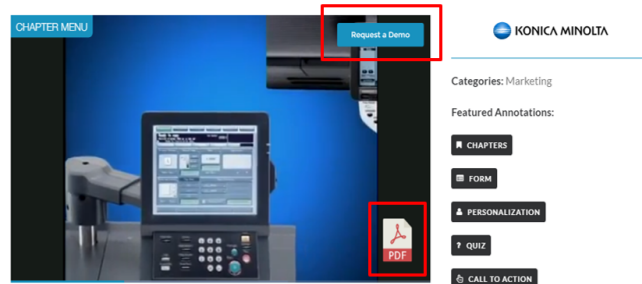 CHAPTER MENU
Request a Demo
PDF
KONICA MINOLTA
Categories: Marketing
Featured Annotations:
CHAPTERS
FORM
PERSONALIZATION
? QUIZ
CALL TO ACTION